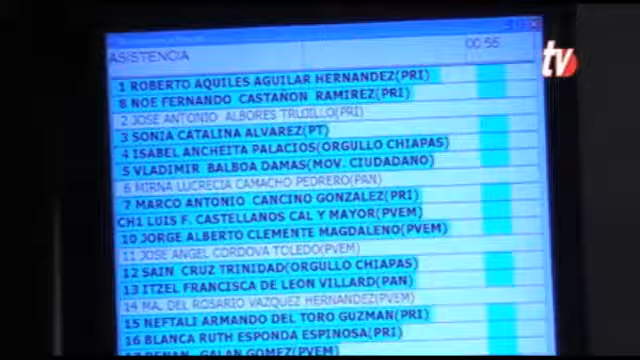 ASISTENCIA 00:55
tv
1 ROBERTO AQUILES AGUILAR HERNANDEZ(PRI)
8 NOE FERNANDO CASTAÑON RAMIREZ(PRI)
2 JOSE ANTONIO ALBORES TRUJILLO(PRI)
3 SONIA CATALINA ALVAREZ(PT)
4 ISABEL ANCHEITA PALACIOS(ORGULLO CHIAPAS)
5 VLADIMIR BALBOA DAMAS(MOV. CIUDADANO)
6 MIRNA LUCRECIA CAMACHO PEDRERO(PAN)
7 MARCO ANTONIO CANCINO GONZALEZ(PRI)
CH1 LUIS F. CASTELLANOS CAL Y MAYOR(PVEM)
10 JORGE ALBERTO CLEMENTE MAGDALENO(PVEM)
11 JOSE ANGEL CORDOVA TOLEDO(PVEM)
12 SAIN CRUZ TRINIDAD(ORGULLO CHIAPAS)
13 ITZEL FRANCISCA DE LEON VILLARD(PAN)
14 MA. DEL ROSARIO VAZQUEZ HERNANDEZ(PVEM)
15 NEFTALI ARMANDO DEL TORO GUZMAN(PRI)
16 BLANCA RUTH ESPONDA ESPINOSA(PRI)
17 RENAN GALAN GOMEZ(PVEM)